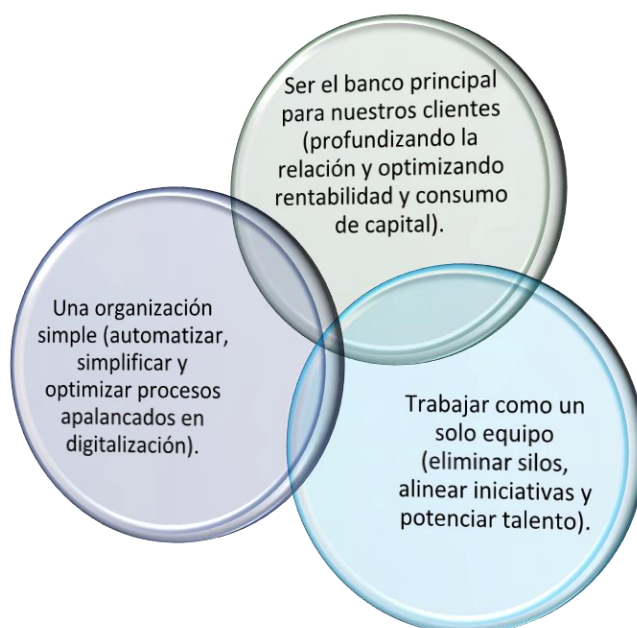 Ser el banco principal
para nuestros clientes
(profundizando la
relación y optimizando
rentabilidad y consumo
de capital).
Una organización
simple (automatizar,
simplificar y
optimizar procesos
apalancados en
digitalización).
Trabajar como un
solo equipo
(eliminar silos,
alinear iniciativas y
potenciar talento).